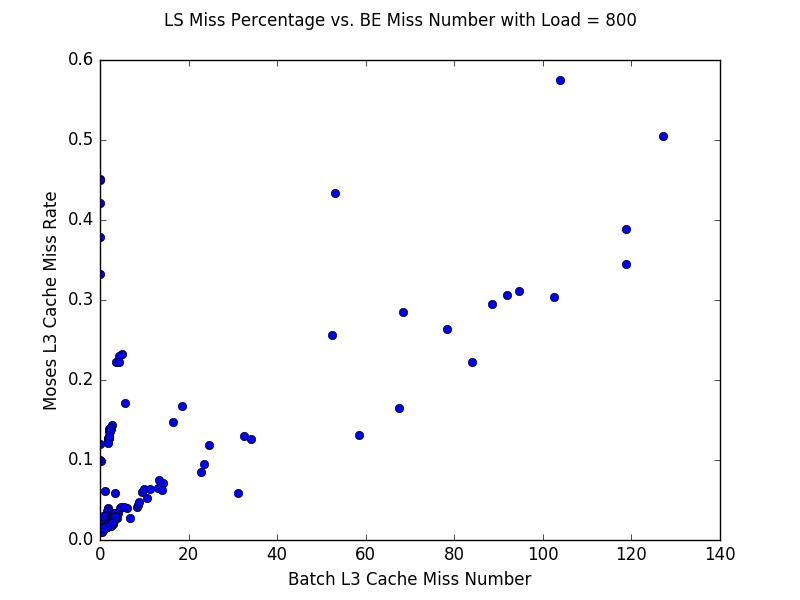 LS Miss Percentage vs. BE Miss Number with Load = 800
0.6
0.5
0.4
0.3
0.2
0.1
0.0
Moses L3 Cache Miss Rate
0 20 40 60 80 100 120 140
Batch L3 Cache Miss Number